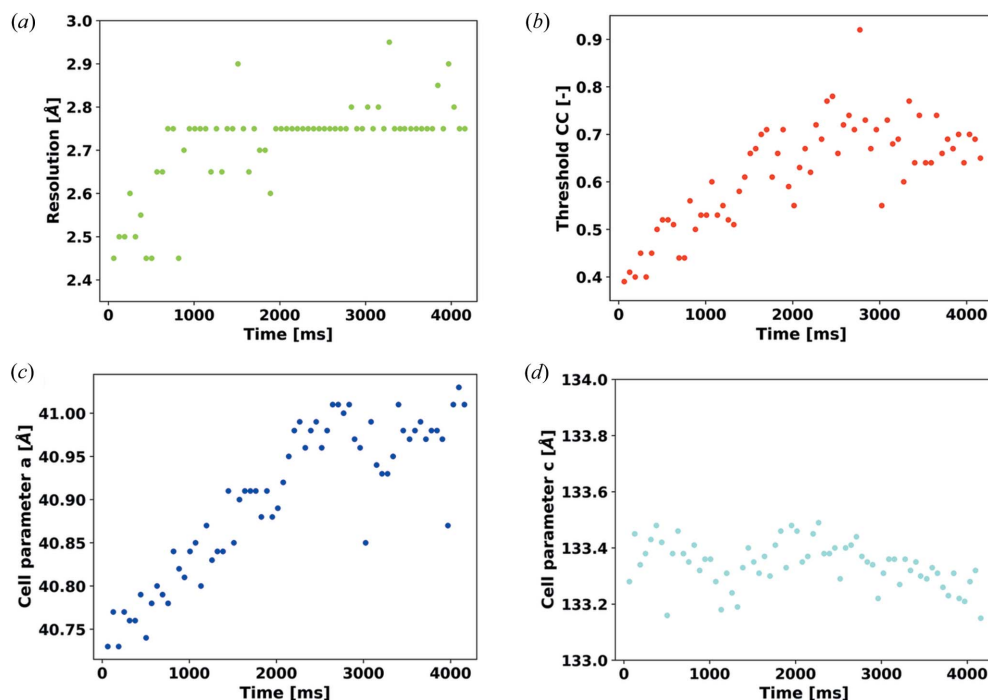 (a)
3.0
2.9
2.8
2.7
2.6
2.5
2.4
Resolution [Å]
0 1000 2000 3000 4000
Time [ms]
(b)
0.9
0.8
0.7
0.6
0.5
0.4
Threshold CC [-]
0 1000 2000 3000 4000
Time [ms]
(c)
41.00
40.95
40.90
40.85
40.80
40.75
Cell parameter a [Å]
0 1000 2000 3000 4000
Time [ms]
(d)
134.0
133.8
133.6
133.4
133.2
133.0
Cell parameter c [Å]
0 1000 2000 3000 4000
Time [ms]